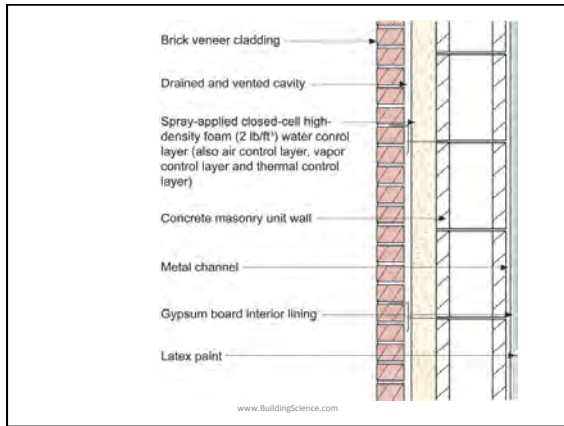 Brick veneer cladding
Drained and vented cavity
Spray-applied closed-cell high-
density foam (2 lb/ft³) water conrol
layer (also air control layer, vapor
control layer and thermal control
layer)
Concrete masonry unit wall
Metal channel
Gypsum board interior lining
Latex paint
www.BuildingScience.com